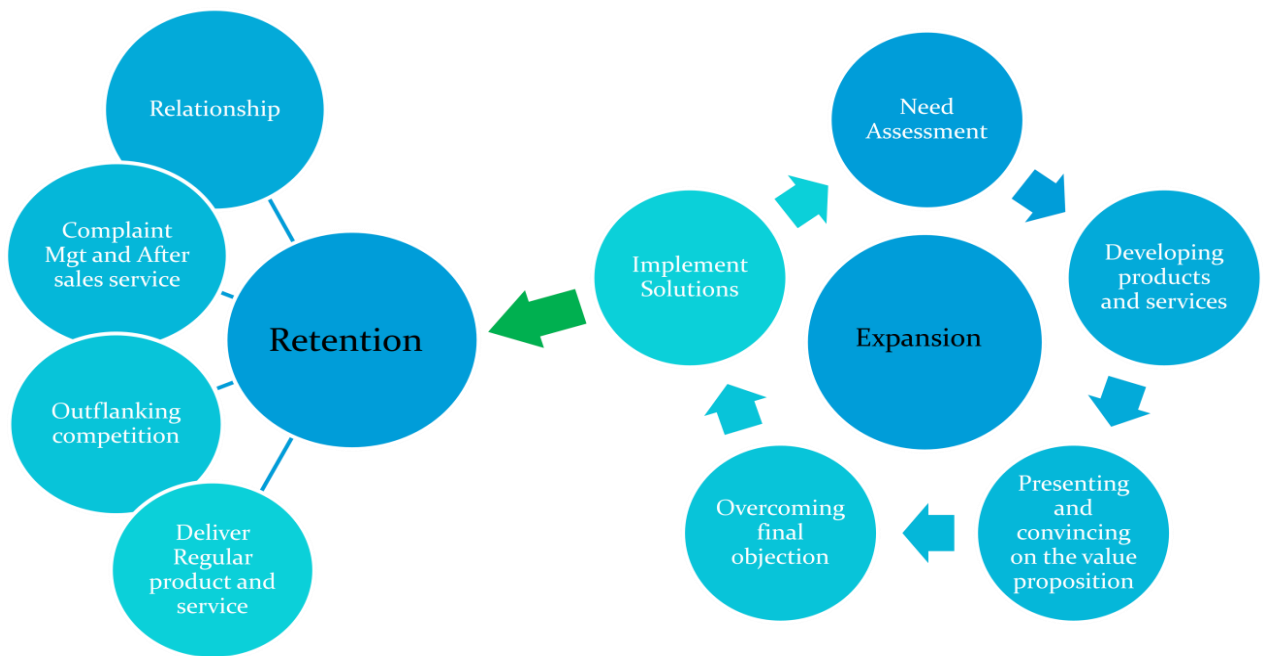 Relationship
Complaint
Mgt and After
sales service
Outflanking
competition
Deliver
Regular
product and
service
Retention
Need
Assessment
Developing
products
and services
Presenting
and
convincing
on the value
proposition
Overcoming
final
objection
Implement
Solutions
Expansion